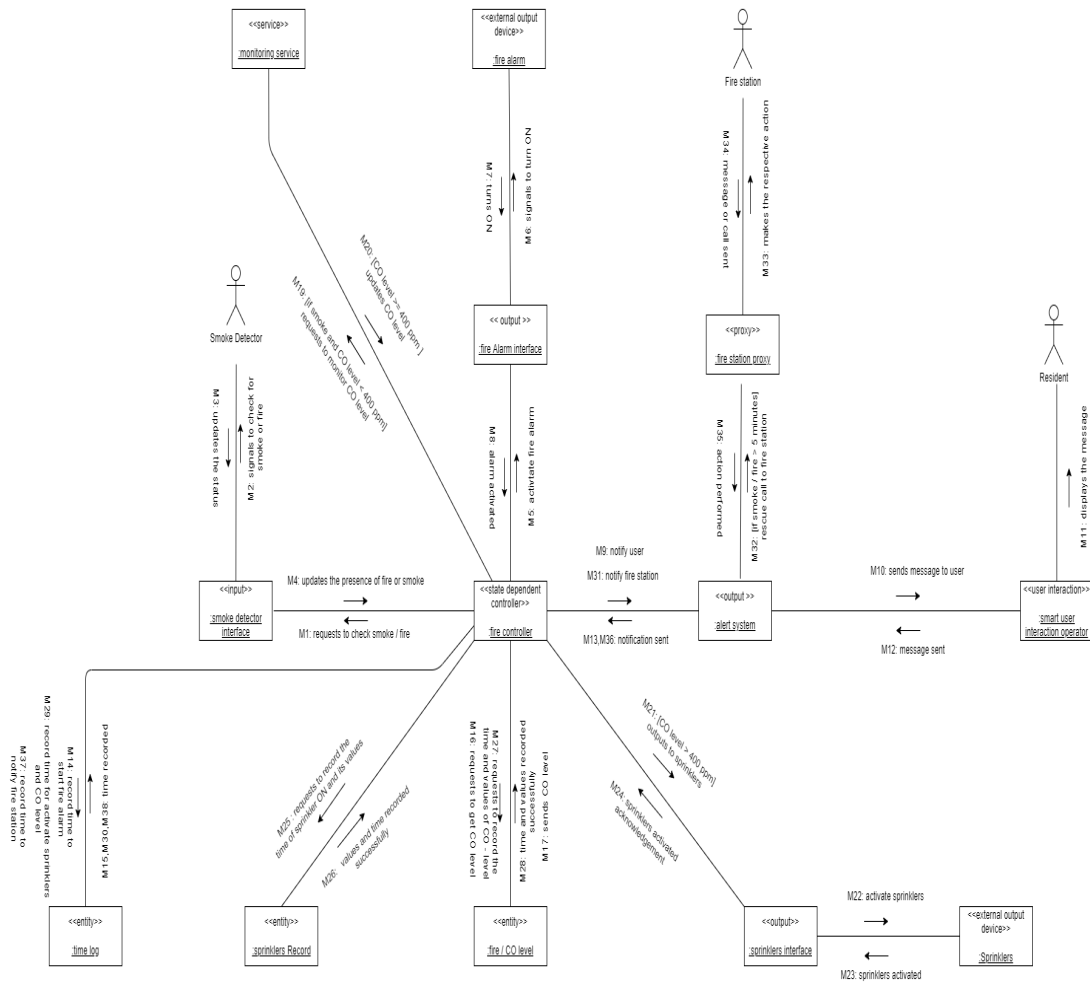 <<service>>
:monitoring service
<<external output
device>>
:fire alarm
Fire station
M34: message or call sent
M33: makes the respective action
M7: turns ON
M6: signals to turn ON
M20: [CO level >= 400 ppm ]
updates CO level
M19: [if smoke and CO level < 400 ppm]
requests to monitor CO level
Smoke Detector
<< output >>
:fire Alarm interface
<<proxy>>
:fire station proxy
Resident
M3: updates the status
M2: signals to check for
smoke or fire
M8: alarm activated
M5: activtate fire alarm
M35: action performed
M32: [if smoke / fire > 5 minutes]
rescue call to fire station
M11: displays the message
<<input>>
:smoke detector
interface
M4: updates the presence of fire or smoke
M1: requests to check smoke / fire
<<state dependent
controller>>
:fire controller
M9: notify user
M31: notify fire station
M13,M36: notification sent
<<output >>
:alert system
M10: sends message to user
M12: message sent
<<user interaction>>
:smart user
interaction operator
M37: record time to
notify fire station
M14: record time to
start fire alarm
M29: record time for activate sprinklers
and CO level
M15,M30,M38: time recorded
M25: requests to record the
time of sprinkler ON and its values
M26: values and time recorded
successfully
M16: requests to get CO level
M27: requests to record the
time and values of CO - level
M28: time and values recorded
successfully
M17: sends CO level
M21: [CO level > 400 ppm]
outputs to sprinklers
M24: sprinklers activated
acknowledgement
<<entity>>
:time log
<<entity>>
:sprinklers Record
<<entity>>
:fire / CO level
<<output>>
:sprinklers interface
M22: activate sprinklers
M23: sprinklers activated
<<external output
device>>
:Sprinklers